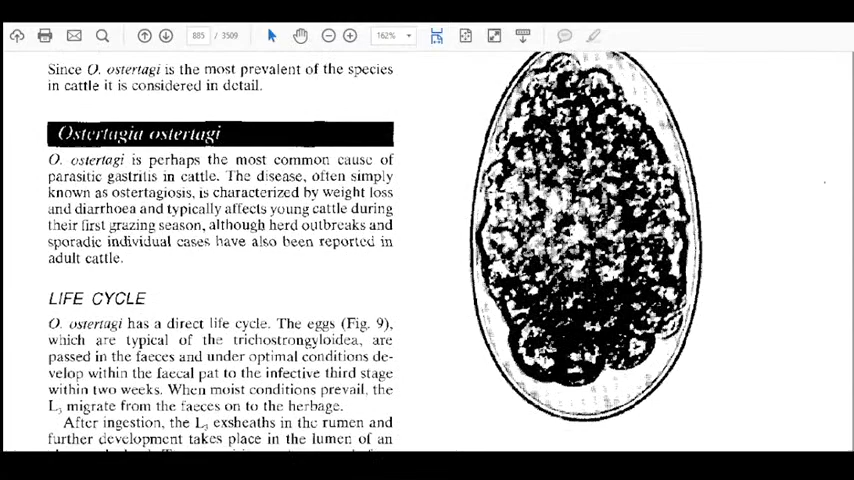 885 / 3509
162%
Since O. ostertagi is the most prevalent of the species
in cattle it is considered in detail.
Ostertagia ostertagi
O. ostertagi is perhaps the most common cause of
parasitic gastritis in cattle. The disease, often simply
known as ostertagiosis, is characterized by weight loss
and diarrhoea and typically affects young cattle during
their first grazing season, although herd outbreaks and
sporadic individual cases have also been reported in
adult cattle.
LIFE CYCLE
O. ostertagi has a direct life cycle. The eggs (Fig. 9),
which are typical of the trichostrongyloidea, are
passed in the faeces and under optimal conditions de-
velop within the faecal pat to the infective third stage
within two weeks. When moist conditions prevail, the
L3 migrate from the faeces on to the herbage.
After ingestion, the L3 exsheaths in the rumen and
further development takes place in the lumen of an